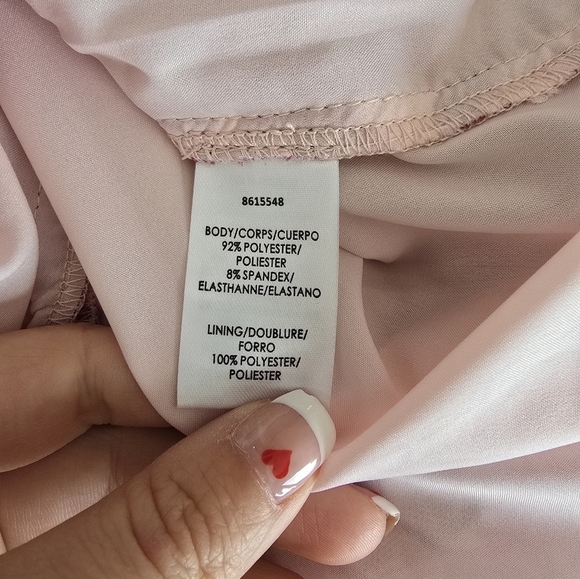 8615548
BODY/CORPS/CUERPO
92% POLYESTER/
POLIESTER
8% SPANDEX/
ELASTHANNE/ELASTANO
LINING/DOUBLURE/
FORRO
100% POLYESTER/
POLIESTER